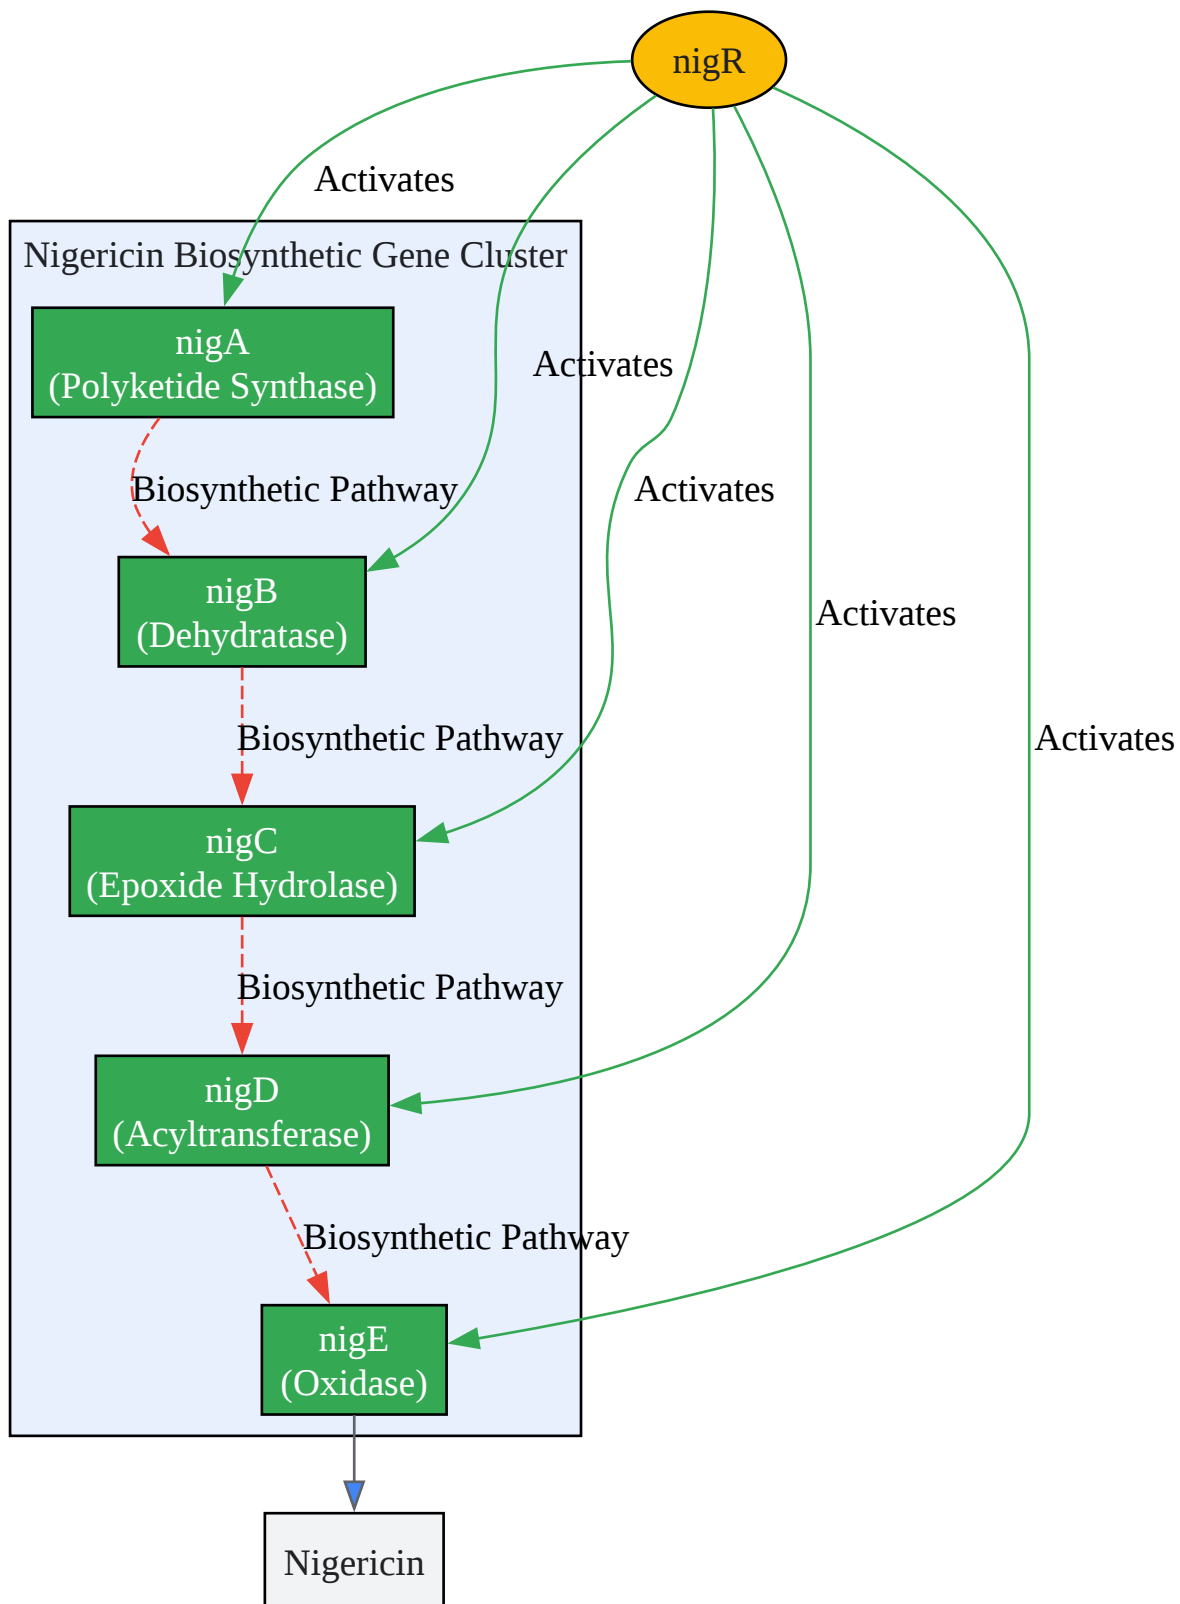 nigR
Activates
Nigericin Biosynthetic Gene Cluster
nigA
(Polyketide Synthase)
Activates
Biosynthetic Pathway
Activates
nigB
(Dehydratase)
Activates
Biosynthetic Pathway
Activates
nigC
(Epoxide Hydrolase)
Biosynthetic Pathway
nigD
(Acyltransferase)
Biosynthetic Pathway
nigE
(Oxidase)
Nigericin